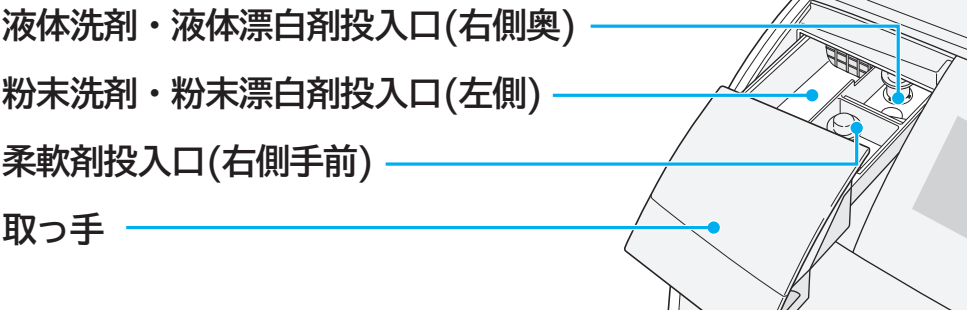 液体洗剤・液体漂白剤投入口(右側奥)
粉末洗剤・粉末漂白剤投入口(左側)
柔軟剤投入口(右側手前)
取っ手